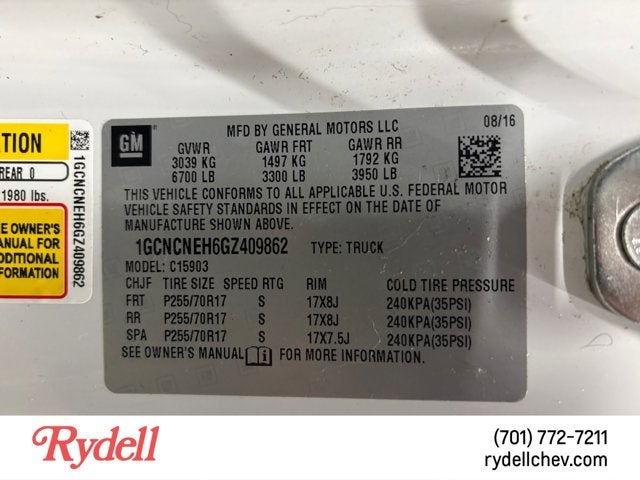 ATION
REAR 0
1980 lbs.
EE OWNER'S
ANUAL FOR
DDITIONAL
FORMATION
1GCNCNEH6GZ409862
GM
MFD BY GENERAL MOTORS LLC
08/16
GVWR GAWR FRT GAWR RR
3039 KG 1497 KG 1792 KG
6700 LB 3300 LB 3950 LB
THIS VEHICLE CONFORMS TO ALL APPLICABLE U.S. FEDERAL MOTOR
VEHICLE SAFETY STANDARDS IN EFFECT ON THE DATE OF
MANUFACTURE SHOWN ABOVE.
1GCNCNEH6GZ409862 TYPE: TRUCK
MODEL: C15903
CHJF TIRE SIZE SPEED RTG RIM COLD TIRE PRESSURE
FRT P255/70R17 S 17X8J 240KPA(35PSI)
RR P255/70R17 S 17X8J 240KPA(35PSI)
SPA P255/70R17 S 17X7.5J 240KPA(35PSI)
SEE OWNER'S MANUAL i FOR MORE INFORMATION.
Rydell
(701) 772-7211
rydellchev.com